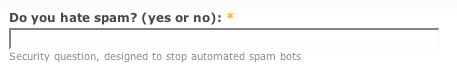 Do you hate spam? (yes or no): *
Security question, designed to stop automated spam bots